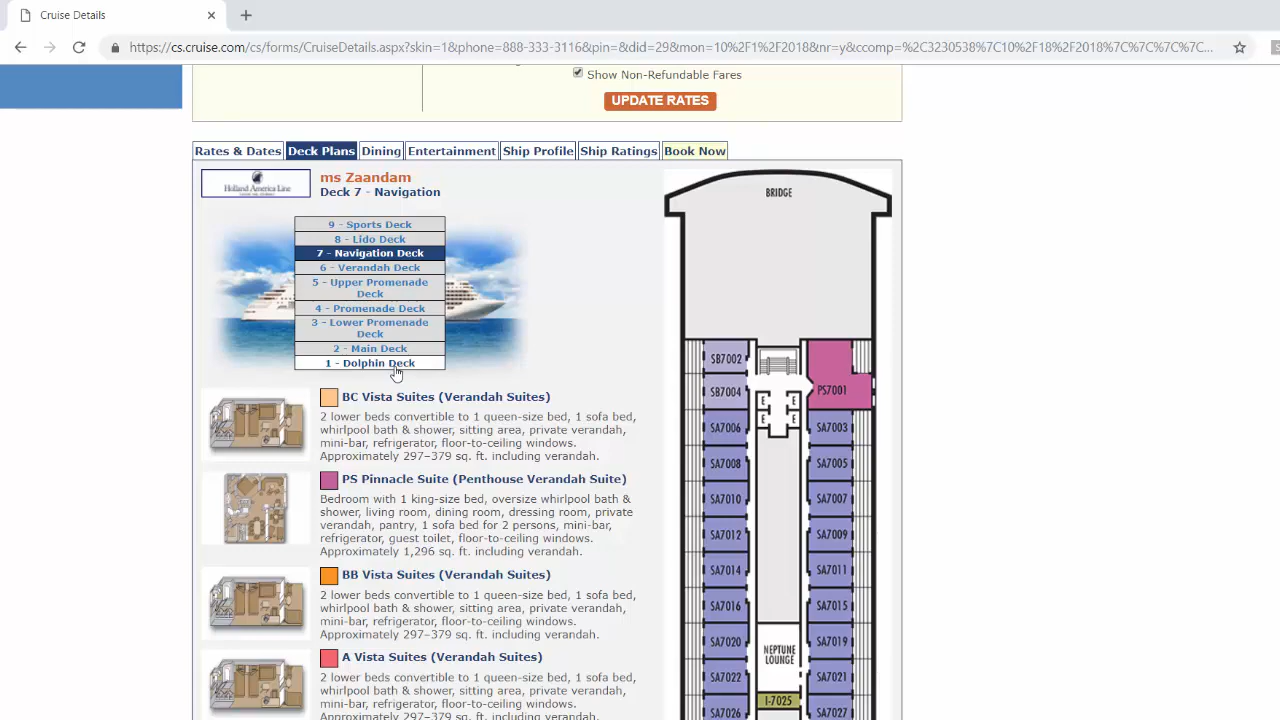 Cruise Details
https://cs.cruise.com/cs/forms/CruiseDetails.aspx?skin=1&phone=888-333-3116&pin=&did=29&mon=10%2F1%2F2018&nr=y&ccomp=%2C3230538%7C10%2F18%2F2018%7C%7C%7C%7C...
Show Non-Refundable Fares
UPDATE RATES
Rates & Dates Deck Plans Dining Entertainment Ship Profile Ship Ratings Book Now
Holland America Line
ms Zaandam
Deck 7 - Navigation
9 - Sports Deck
8 - Lido Deck
7 - Navigation Deck
6 - Verandah Deck
5 - Upper Promenade
Deck
4 - Promenade Deck
3 - Lower Promenade
Deck
2 - Main Deck
1 - Dolphin Deck
BC Vista Suites (Verandah Suites)
2 lower beds convertible to 1 queen-size bed, 1 sofa bed,
whirlpool bath & shower, sitting area, private verandah,
mini-bar, refrigerator, floor-to-ceiling windows.
Approximately 297–379 sq. ft. including verandah.
PS Pinnacle Suite (Penthouse Verandah Suite)
Bedroom with 1 king-size bed, oversize whirlpool bath &
shower, living room, dining room, dressing room, private
verandah, pantry, 1 sofa bed for 2 persons, mini-bar,
refrigerator, guest toilet, floor-to-ceiling windows.
Approximately 1,296 sq. ft. including verandah.
BB Vista Suites (Verandah Suites)
2 lower beds convertible to 1 queen-size bed, 1 sofa bed,
whirlpool bath & shower, sitting area, private verandah,
mini-bar, refrigerator, floor-to-ceiling windows.
Approximately 297–379 sq. ft. including verandah.
A Vista Suites (Verandah Suites)
2 lower beds convertible to 1 queen-size bed, 1 sofa bed,
whirlpool bath & shower, sitting area, private verandah,
mini-bar, refrigerator, floor-to-ceiling windows.
Approximately 297–379 sq. ft. including verandah.
BRIDGE
SB7002
SB7004 E E PS7001
E E
SA7006 SA7003
SA7008 SA7005
SA7010 SA7007
SA7012 SA7009
SA7014 SA7011
SA7016 SA7015
SA7020 SA7019
NEPTUNE
LOUNGE
SA7022 SA7021
I-7025
SA7026 SA7027